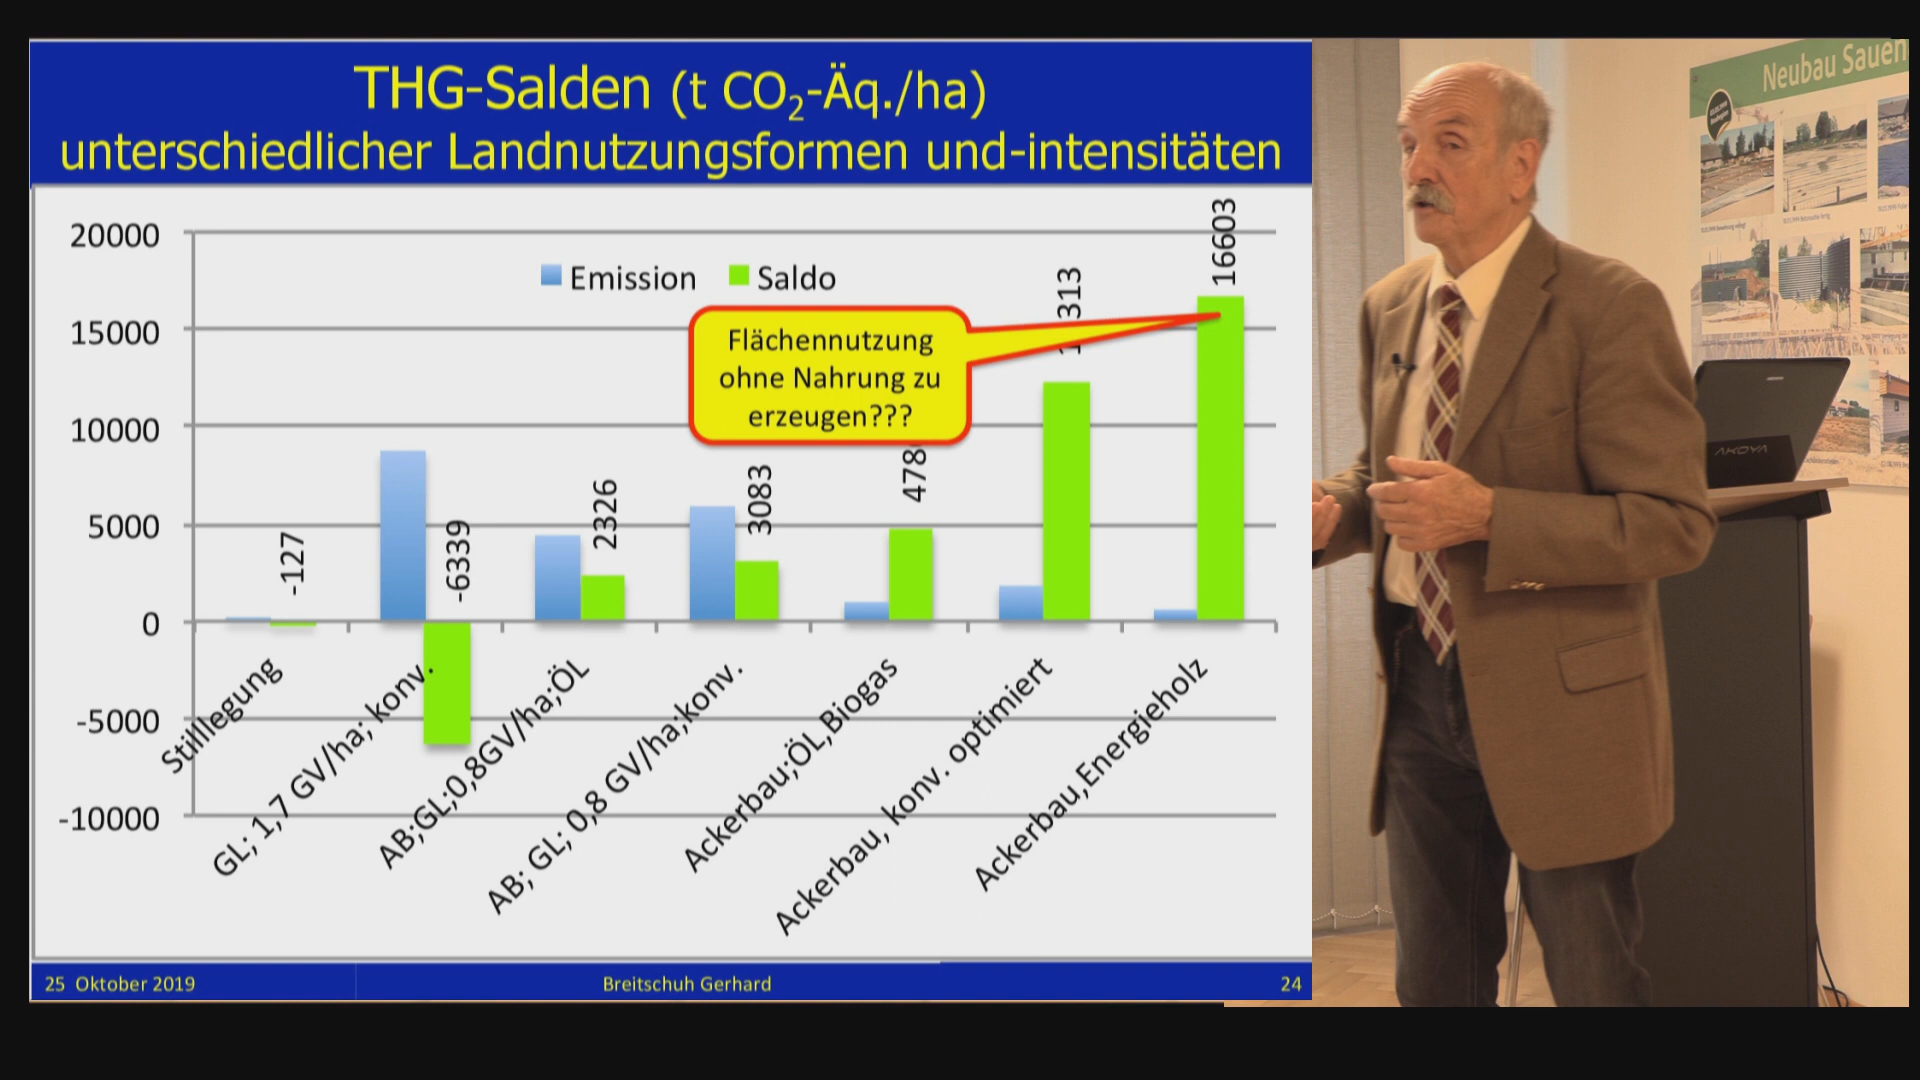 THG-Salden (t CO₂-Äq./ha)
unterschiedlicher Landnutzungsformen und-intensitäten
20000
15000
10000
5000
0
-5000
-10000
Emission
Saldo
Flächennutzung
ohne Nahrung zu
erzeugen???
-127
-6339
2326
3083
16603
Stilllegung
GL; 1,7 GV/ha; konv.
AB;GL;0,8GV/ha;ÖL
AB; GL; 0,8 GV/ha;konv.
Ackerbau;ÖL,Biogas
Ackerbau, konv. optimiert
Ackerbau,Energieholz
25 Oktober 2019
Breitschuh Gerhard
24
Neubau Sauen
AKOYA